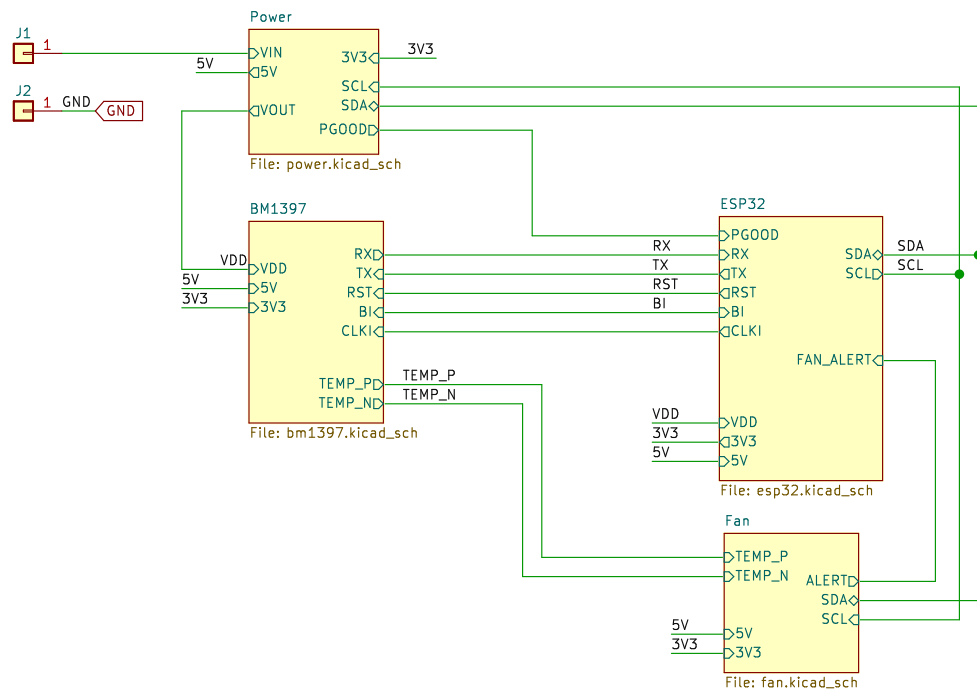 Power
J1
1
VIN
5V
5V
3V3
3V3
SCL
SDA
J2
1
GND
GND
VOUT
PGOOD
File: power.kicad_sch
BM1397
VDD
VDD
5V
5V
3V3
3V3
RX
TX
RST
BI
CLKI
TEMP_P
TEMP_N
TEMP_P
TEMP_N
File: bm1397.kicad_sch
ESP32
PGOOD
RX
RX
TX
TX
RST
RST
BI
BI
CLKI
SDA
SDA
SCL
SCL
FAN_ALERT
VDD
VDD
3V3
3V3
5V
5V
File: esp32.kicad_sch
Fan
TEMP_P
TEMP_N
ALERT
SDA
SCL
5V
5V
3V3
3V3
File: fan.kicad_sch